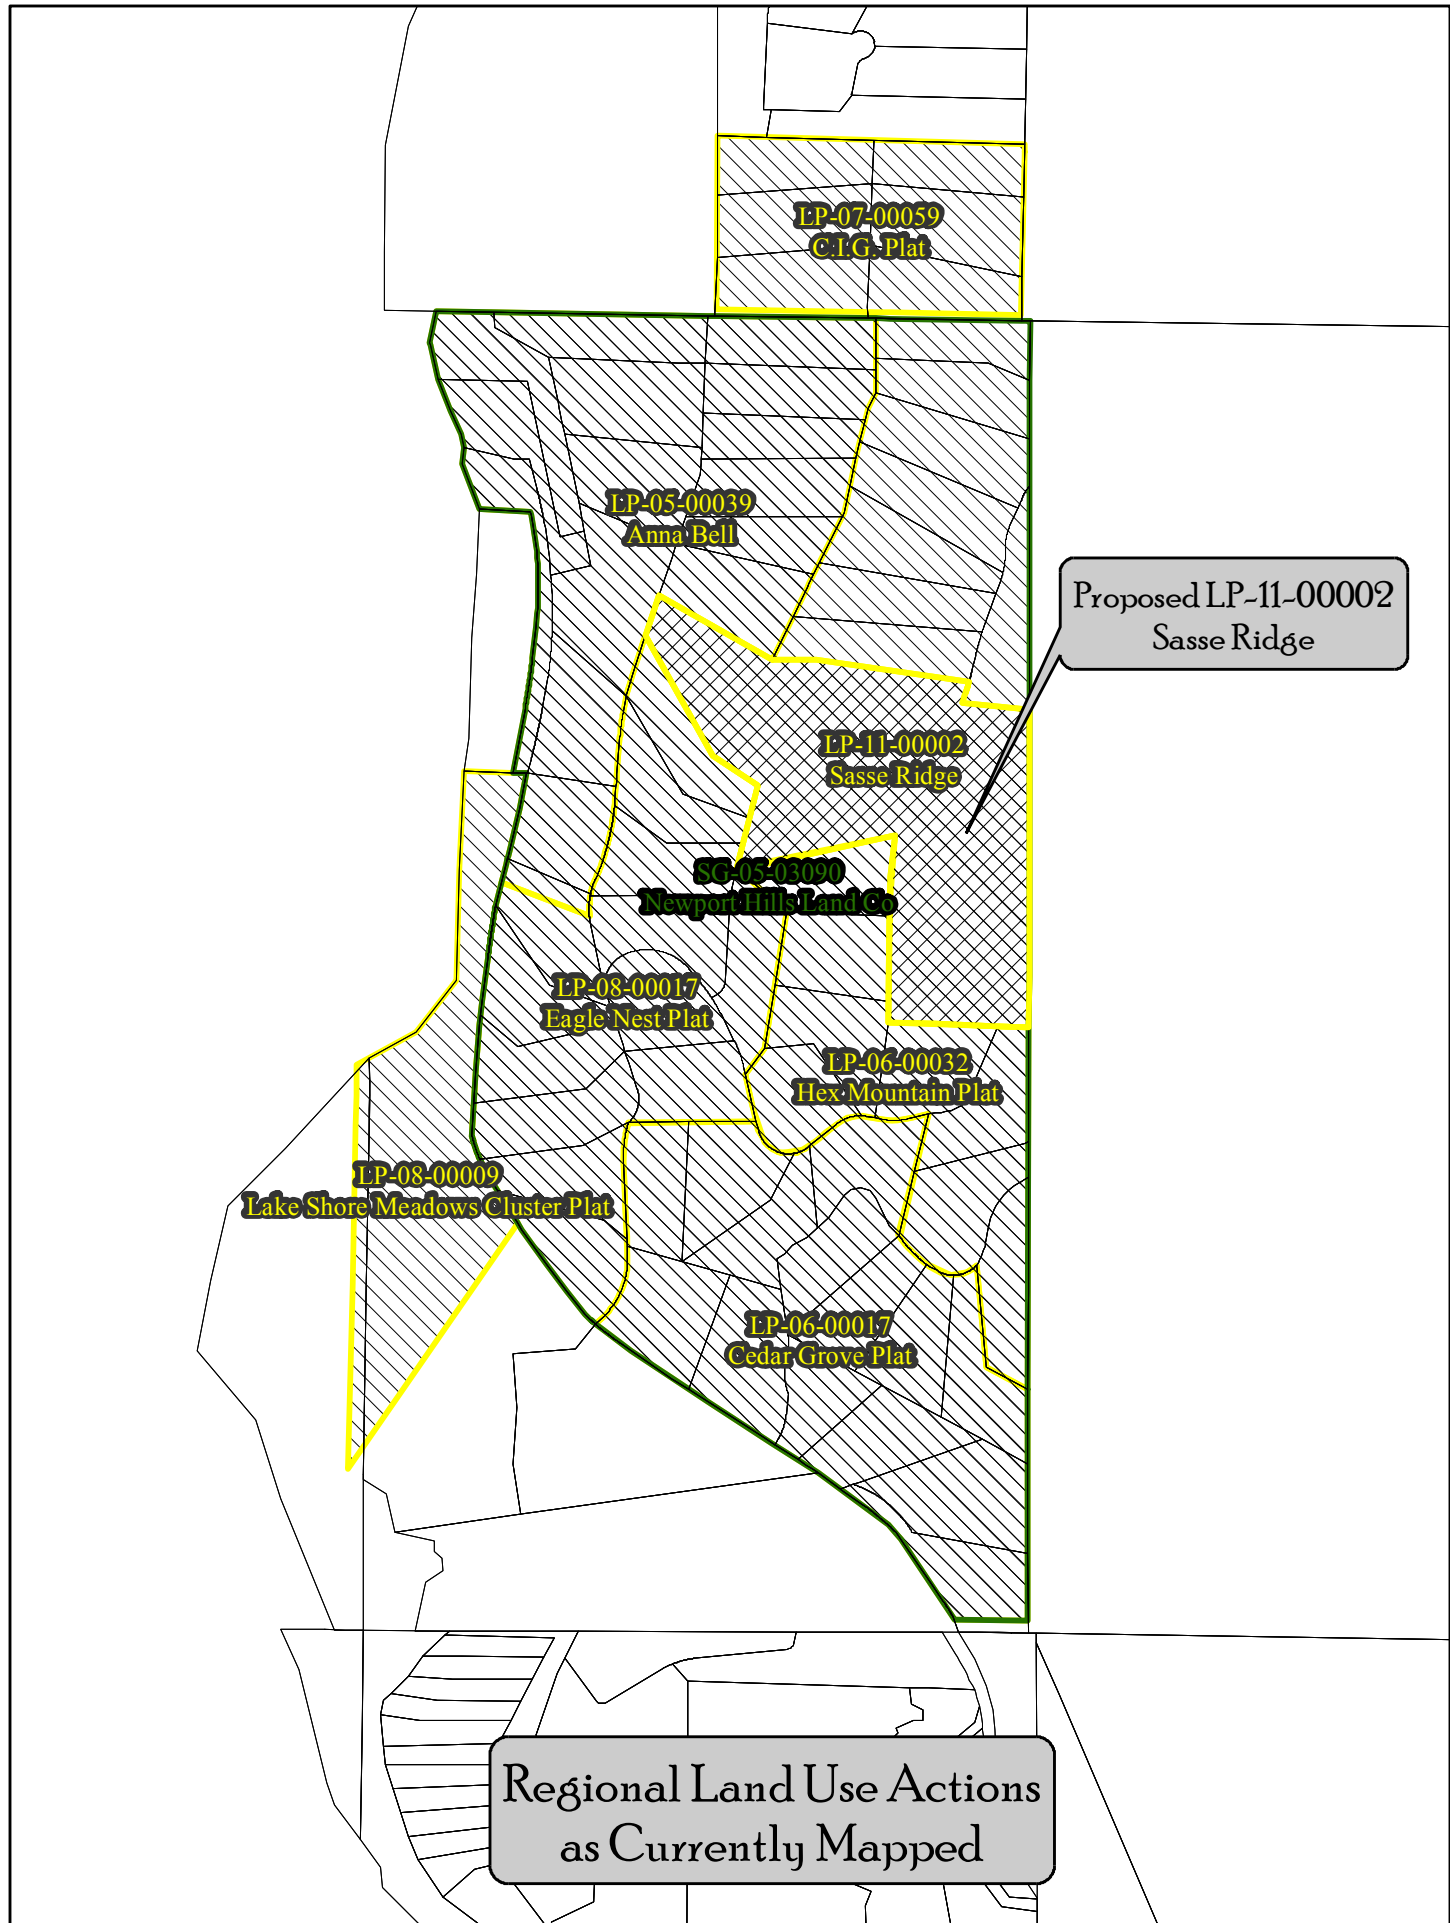 LP-07-00059
C.I.G. Plat
LP-05-00039
Anna Bell
Proposed LP-11-00002
Sasse Ridge
LP-11-00002
Sasse Ridge
SG-05-03090
Newport Hills Land Co
LP-08-00017
Eagle Nest Plat
LP-06-00032
Hex Mountain Plat
LP-08-00009
Lake Shore Meadows Cluster Plat
LP-06-00017
Cedar Grove Plat
Regional Land Use Actions
as Currently Mapped